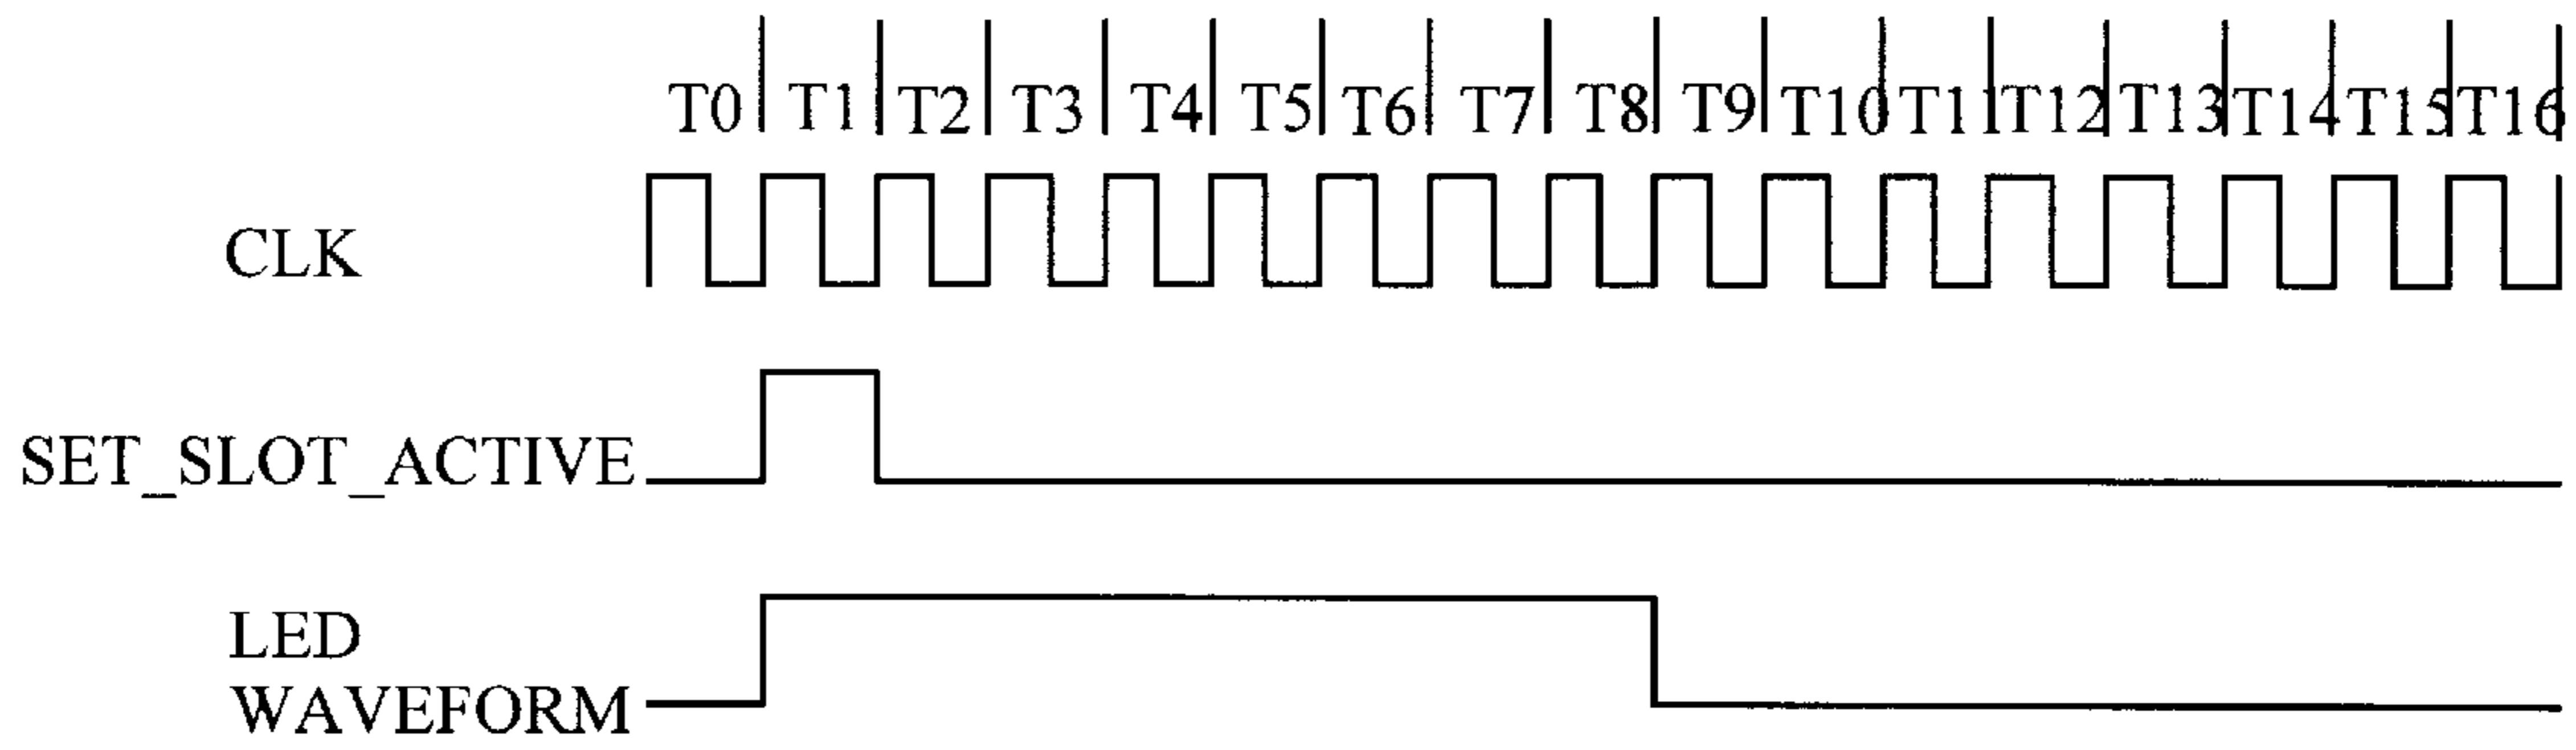 T0 T1 T2 T3 T4 T5 T6 T7 T8 T9 T10 T11 T12 T13 T14 T15 T16
CLK
SET_SLOT_ACTIVE
LED
WAVEFORM